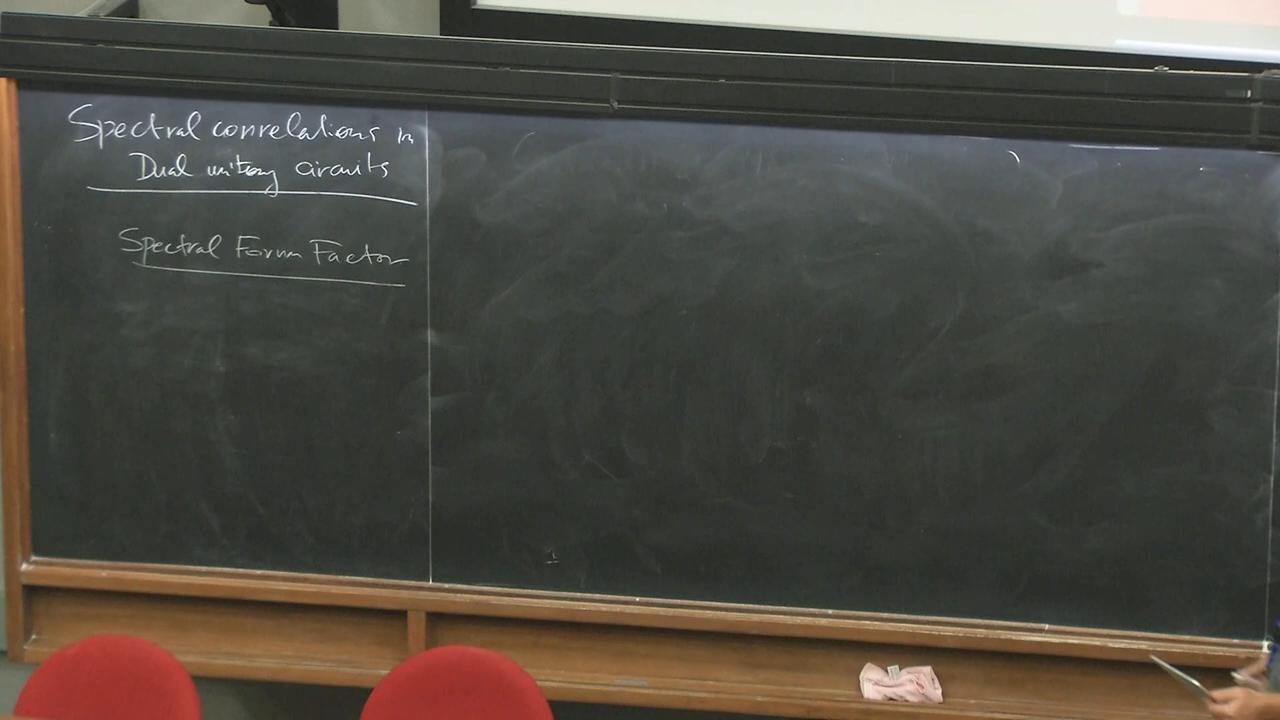 Spectral correlations in
Dual unitary circuits
Spectral Form Factor